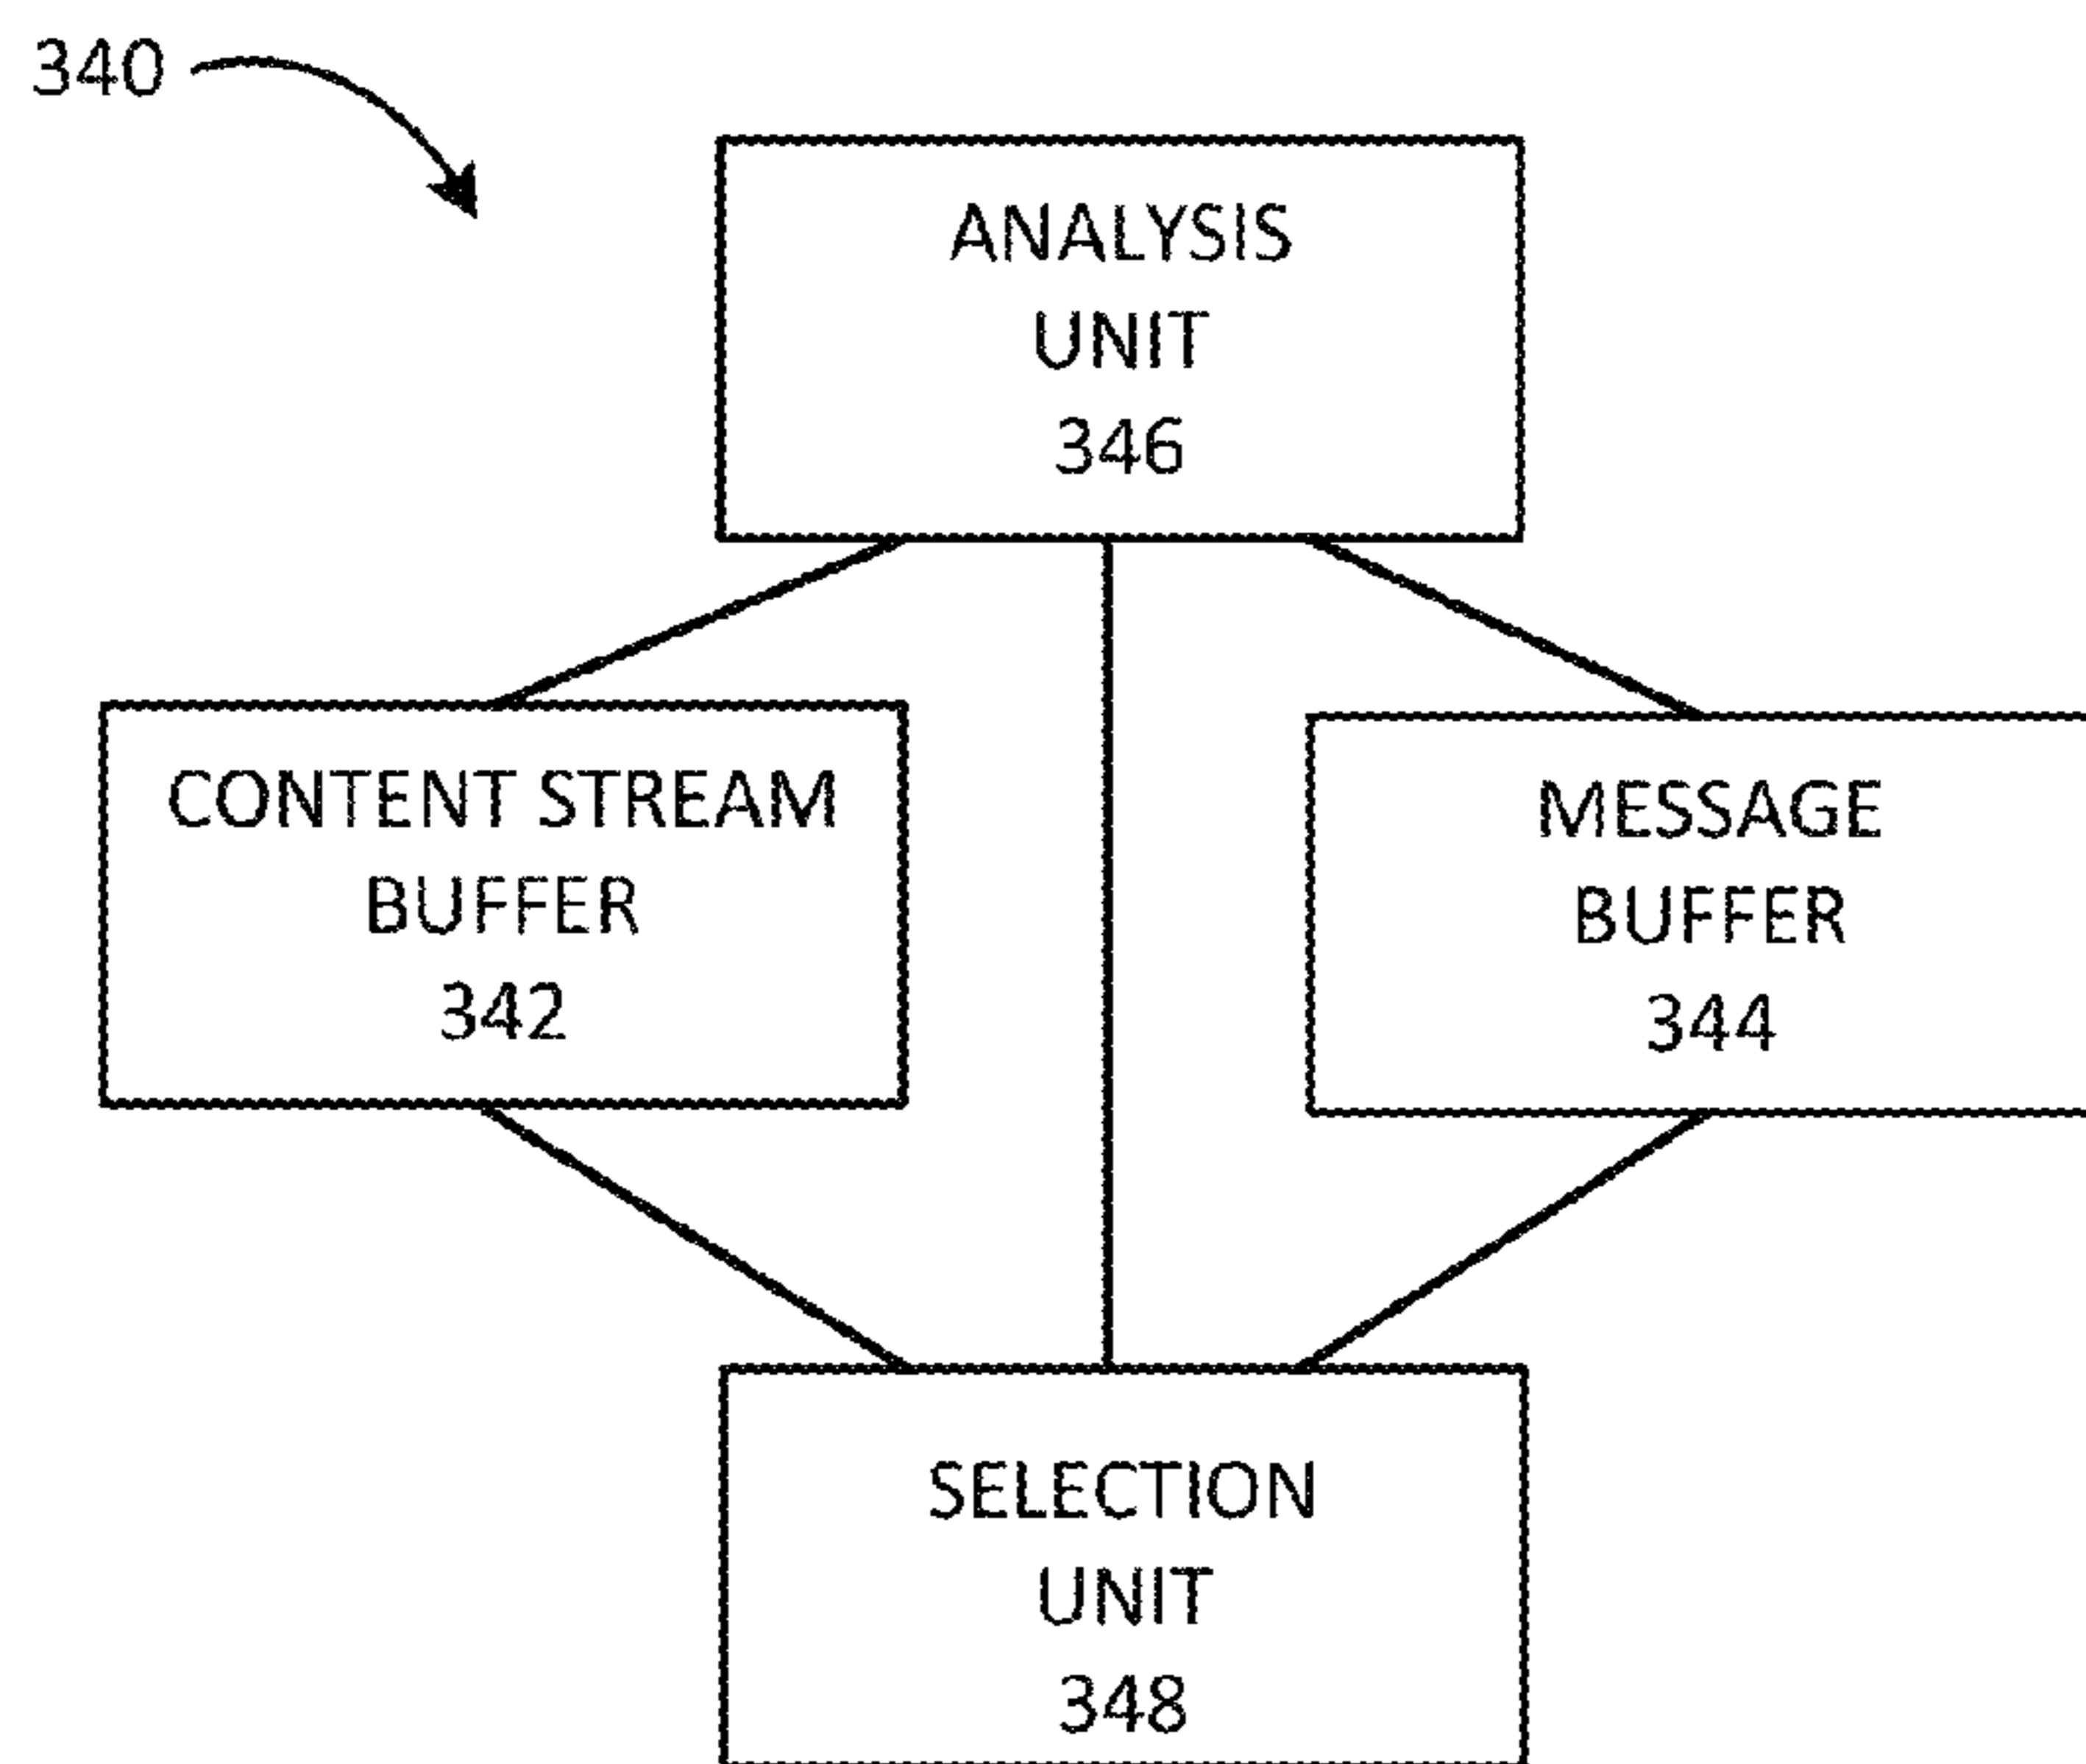 340
ANALYSIS
UNIT
346
CONTENT STREAM
BUFFER
342
MESSAGE
BUFFER
344
SELECTION
UNIT
348